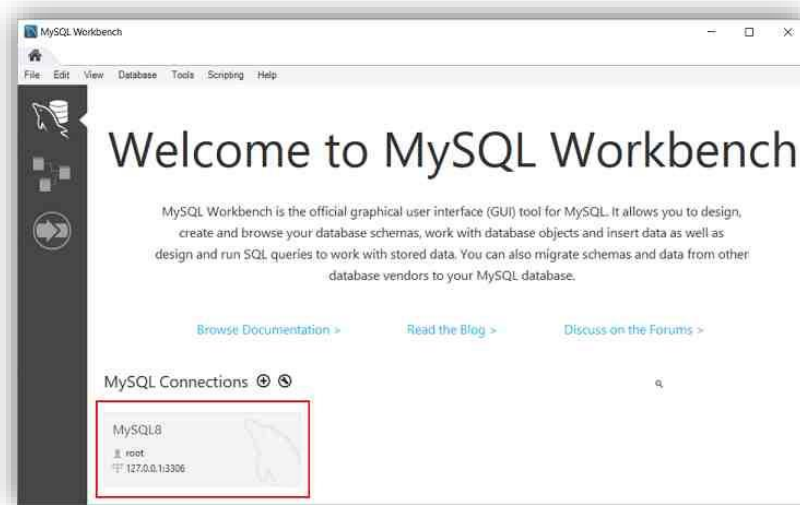 MySQL Workbench
File Edit View Database Tools Scripting Help
Welcome to MySQL Workbench
MySQL Workbench is the official graphical user interface (GUI) tool for MySQL. It allows you to design,
create and browse your database schemas, work with database objects and insert data as well as
design and run SQL queries to work with stored data. You can also migrate schemas and data from other
database vendors to your MySQL database.
Browse Documentation > Read the Blog > Discuss on the Forums >
MySQL Connections
MySQL8
root
127.0.0.1:3306